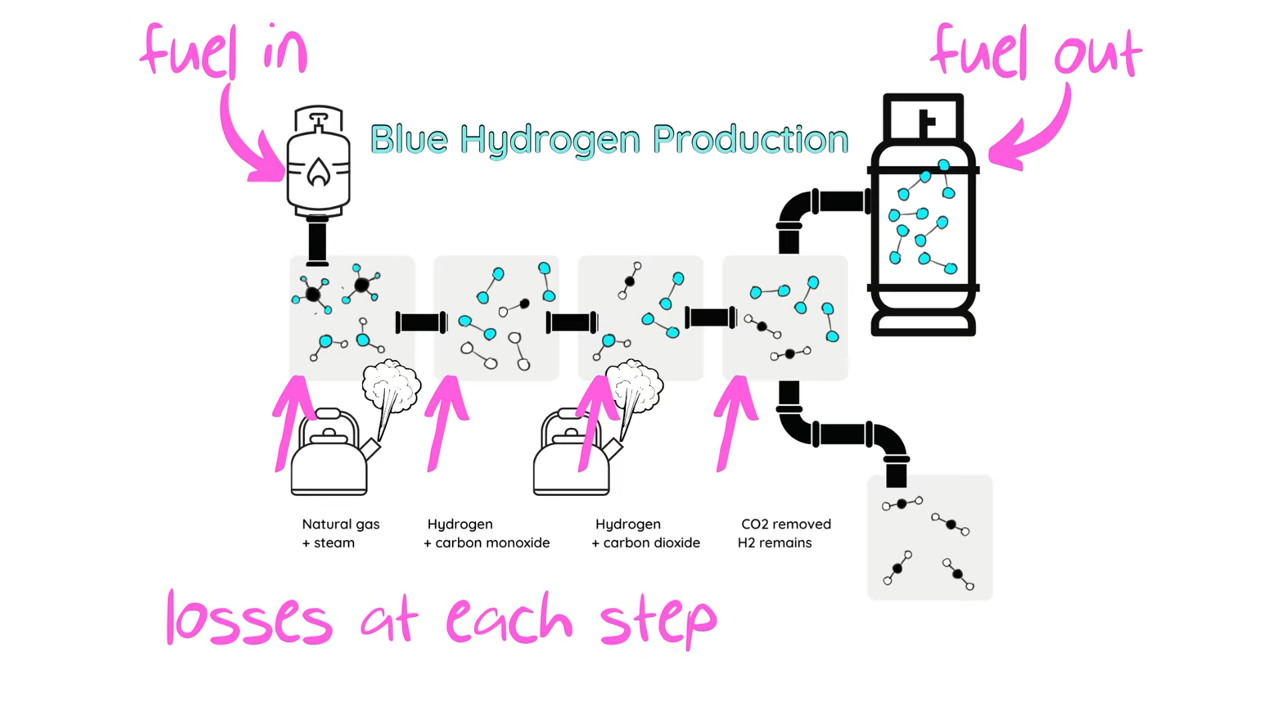 fuel in
fuel out
Blue Hydrogen Production
Natural gas
+ steam
Hydrogen
+ carbon monoxide
Hydrogen
+ carbon dioxide
CO2 removed
H2 remains
losses at each step